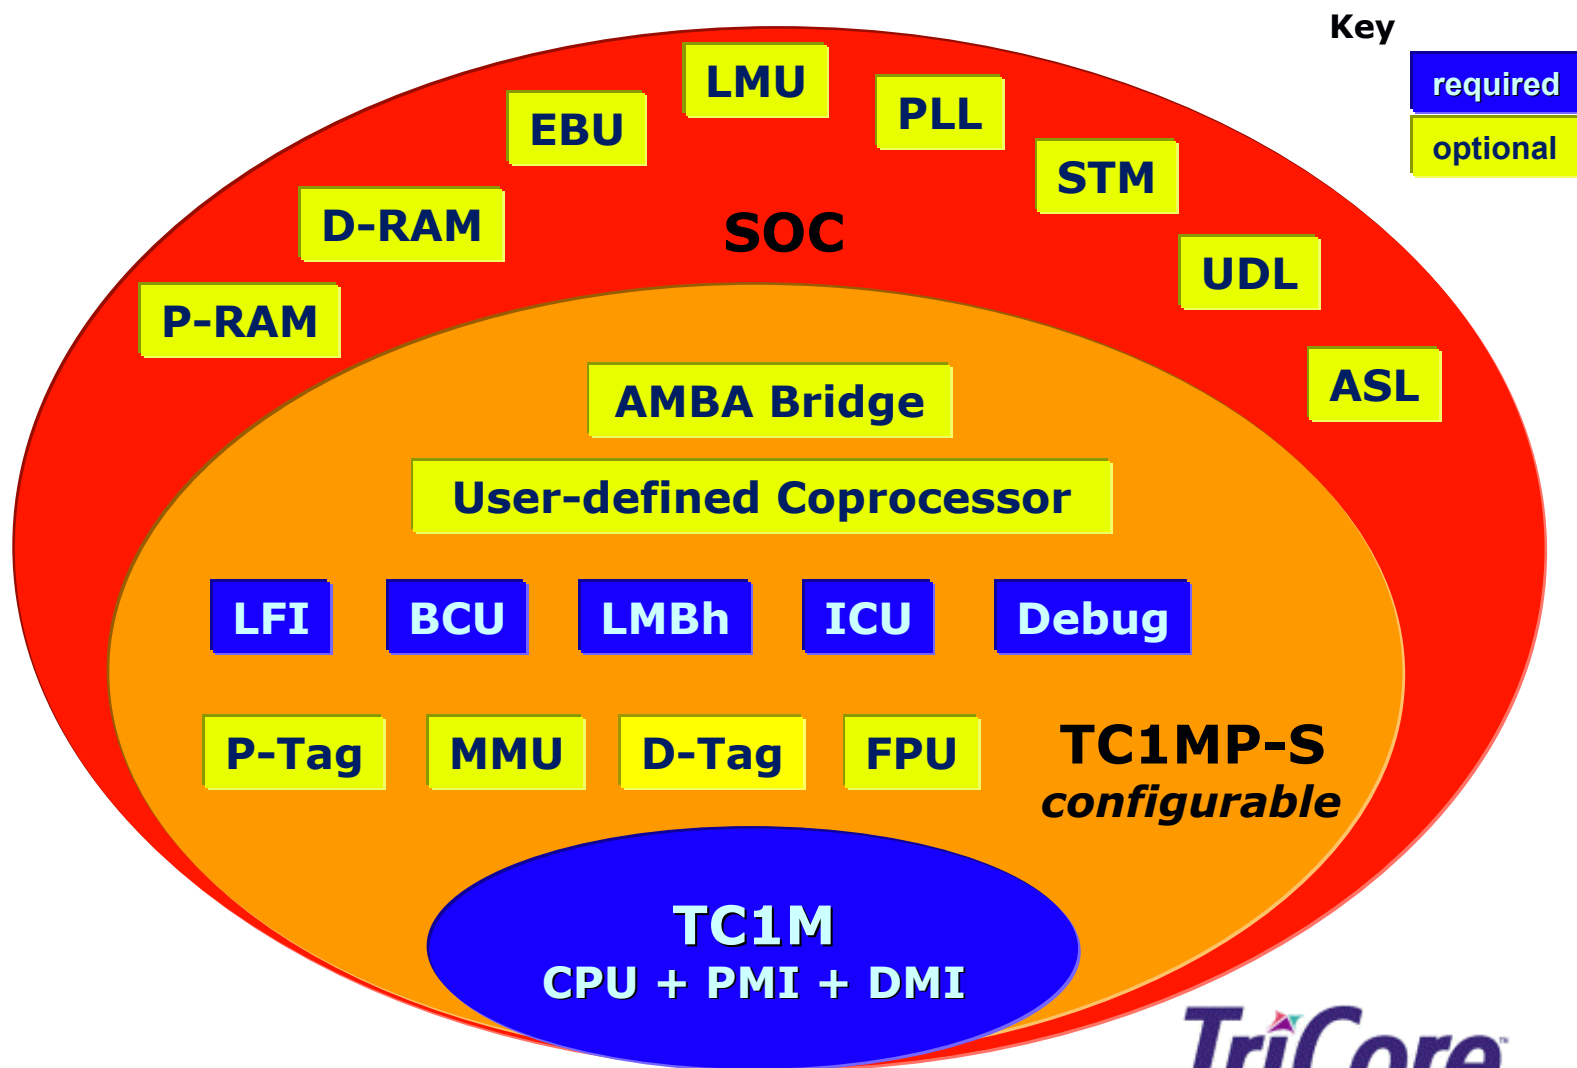 Key
required
optional
LMU
PLL
EBU
STM
D-RAM
SOC
UDL
P-RAM
ASL
AMBA Bridge
User-defined Coprocessor
LFI BCU LMBh ICU Debug
P-Tag MMU D-Tag FPU
TC1MP-S
configurable
TC1M
CPU + PMI + DMI
TriCore™